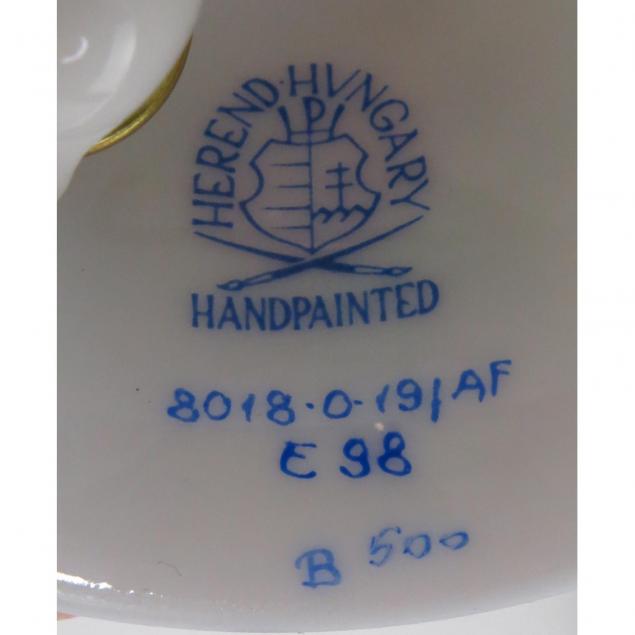 HEREND·HVNGARY
P
HANDPAINTED
8018·0·19/AF
E 98
B 500